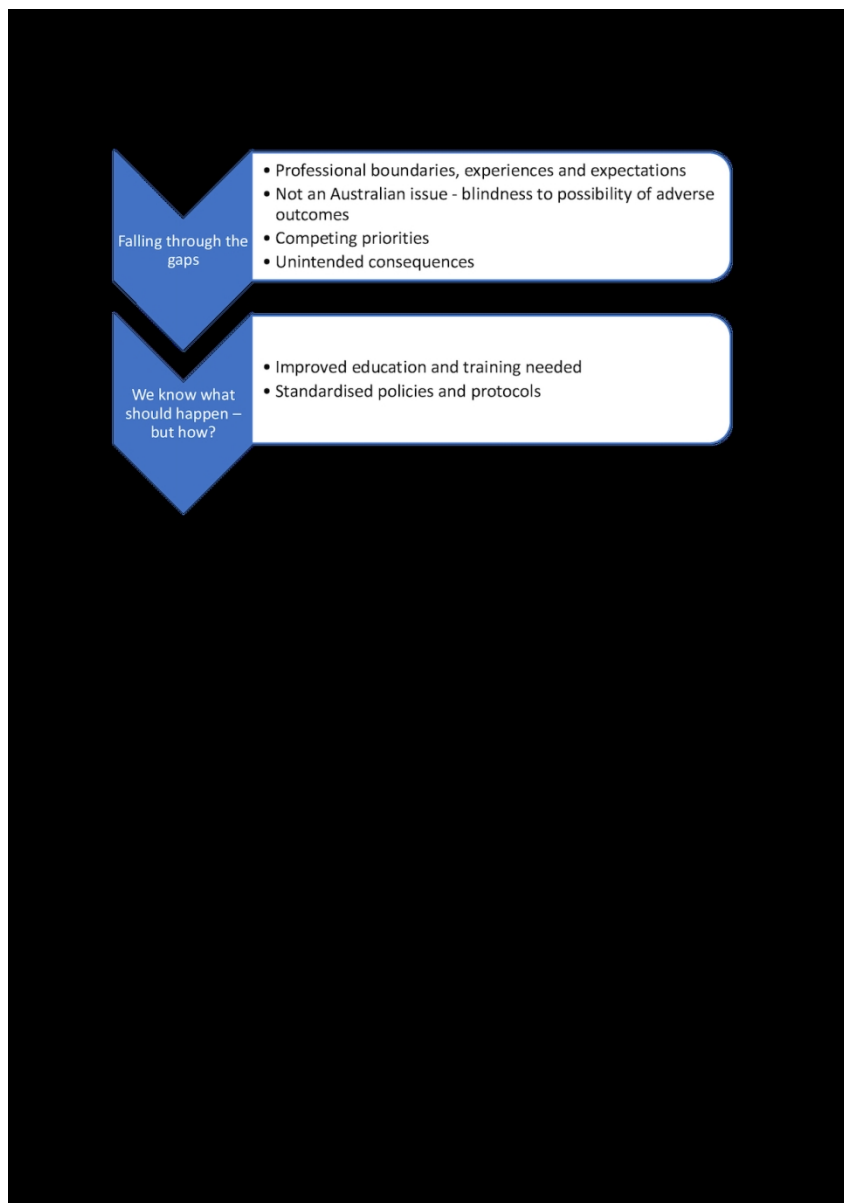 Falling through the
gaps
• Professional boundaries, experiences and expectations
• Not an Australian issue - blindness to possibility of adverse
outcomes
• Competing priorities
• Unintended consequences
We know what
should happen –
but how?
• Improved education and training needed
• Standardised policies and protocols